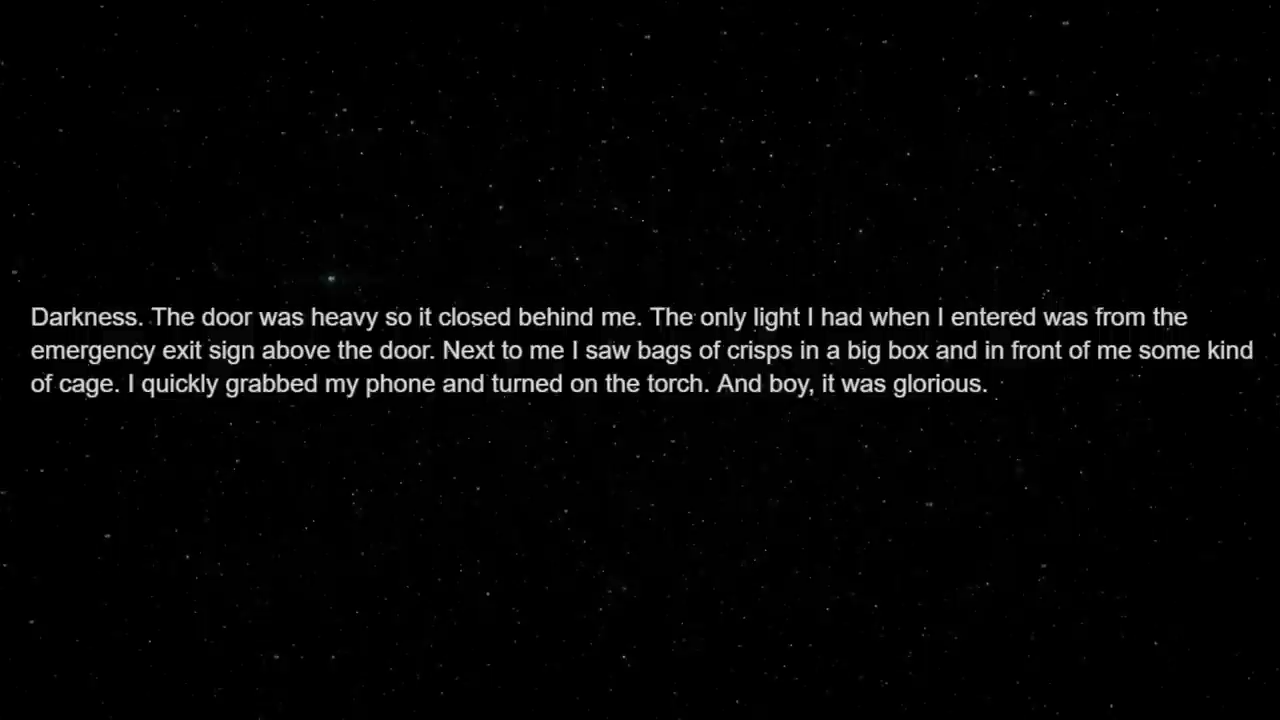 Darkness. The door was heavy so it closed behind me. The only light I had when I entered was from the
emergency exit sign above the door. Next to me I saw bags of crisps in a big box and in front of me some kind
of cage. I quickly grabbed my phone and turned on the torch. And boy, it was glorious.